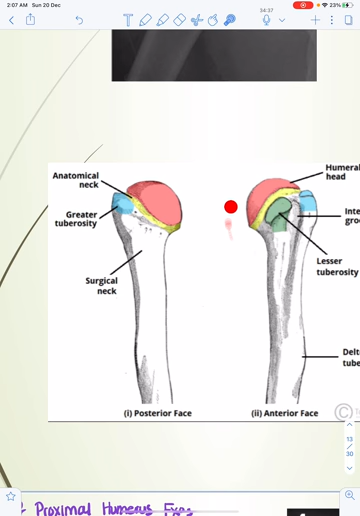 2:07 AM Sun 20 Dec
34:37
23%
Anatomical
neck
Greater
tuberosity
Surgical
neck
Humeral
head
Lesser
tuberosity
(i) Posterior Face
(ii) Anterior Face
13
30
Proximal Humerus